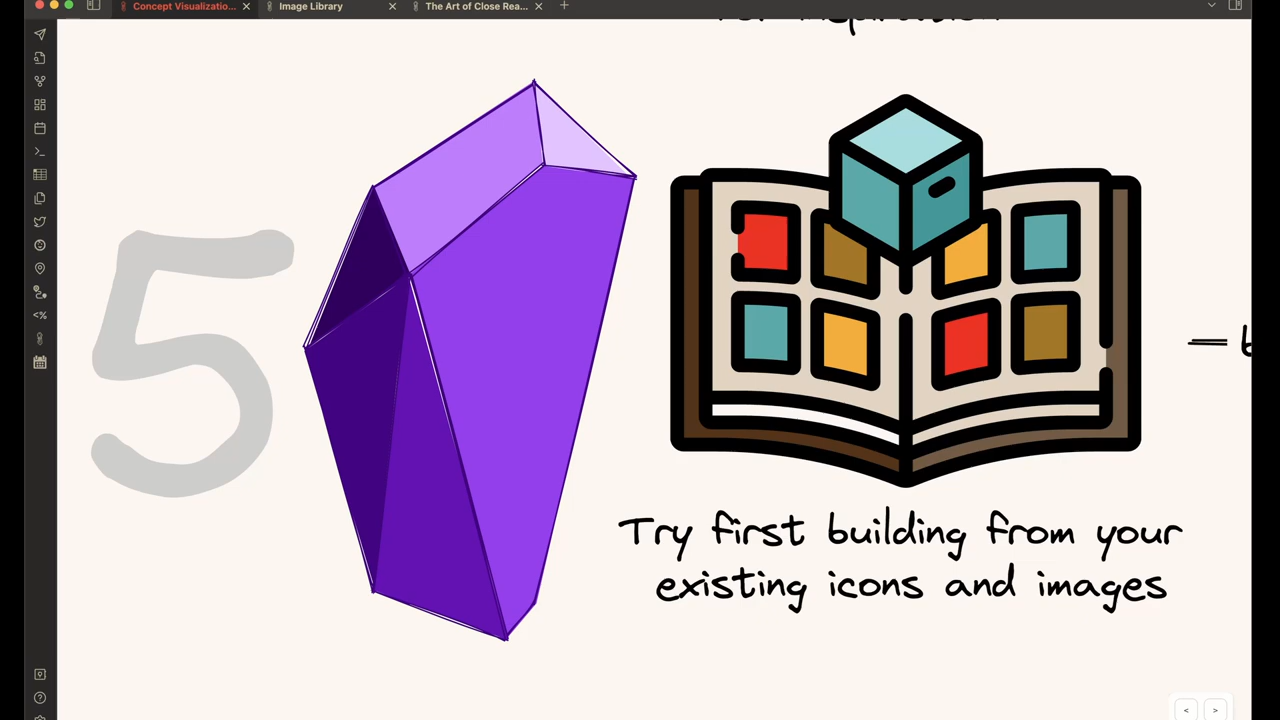 Concept Visualizatio...
Image Library
The Art of Close Rea...
5
Try first building from your
existing icons and images